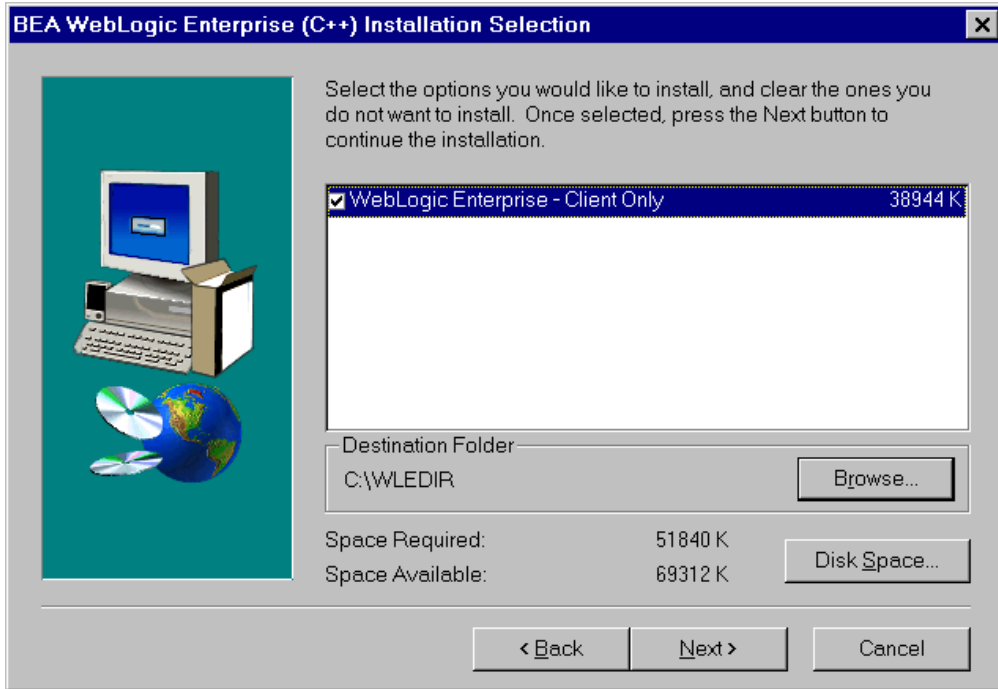 BEA WebLogic Enterprise (C++) Installation Selection
Select the options you would like to install, and clear the ones you
do not want to install. Once selected, press the Next button to
continue the installation.
WebLogic Enterprise - Client Only 38944 K
Destination Folder
C:\WLEDIR
Browse...
Space Required: 51840 K
Space Available: 69312 K
Disk Space...
< Back Next > Cancel